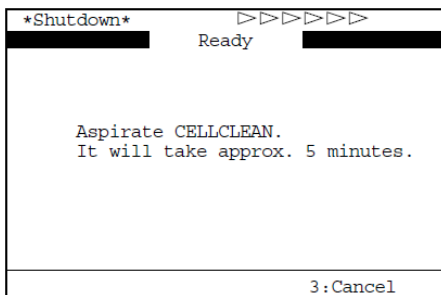 *Shutdown* ▷▷▷▷▷▷
Ready
Aspirate CELLCLEAN.
It will take approx. 5 minutes.
3:Cancel